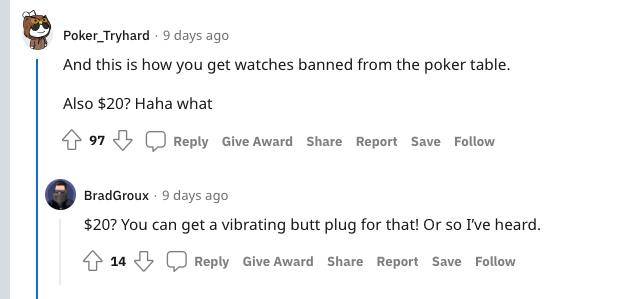 Poker_Tryhard · 9 days ago
And this is how you get watches banned from the poker table.
Also $20? Haha what
97 Reply Give Award Share Report Save Follow
BradGroux · 9 days ago
$20? You can get a vibrating butt plug for that! Or so I've heard.
14 Reply Give Award Share Report Save Follow